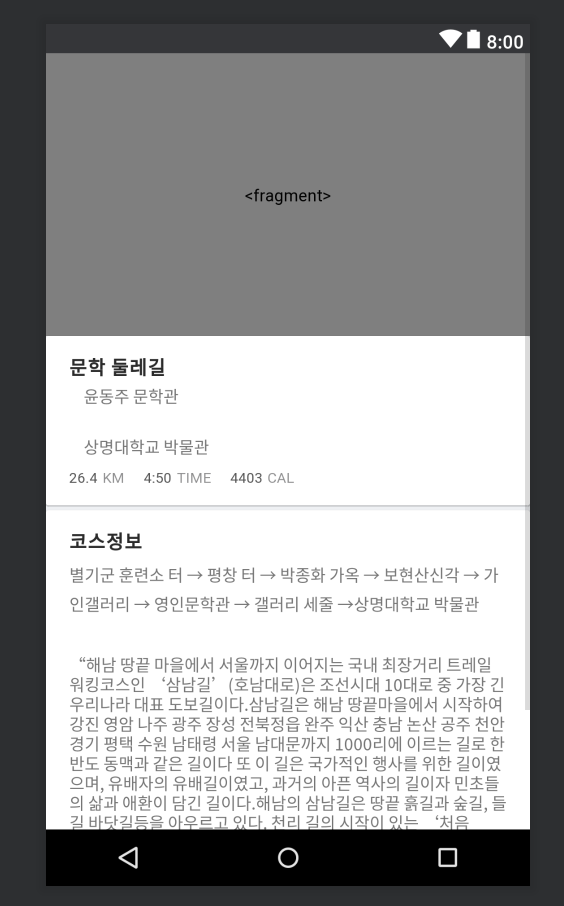 8:00
<fragment>
문학 둘레길
윤동주 문학관
상명대학교 박물관
26.4 KM 4:50 TIME 4403 CAL
코스정보
별기군 훈련소 터 → 평창 터 → 박종화 가옥 → 보현산신각 → 가
인갤러리 → 영인문학관 → 갤러리 세줄 →상명대학교 박물관
“해남 땅끝 마을에서 서울까지 이어지는 국내 최장거리 트레일
워킹코스인 ‘삼남길’ (호남대로)은 조선시대 10대로 중 가장 긴
우리나라 대표 도보길이다.삼남길은 해남 땅끝마을에서 시작하여
강진 영암 나주 광주 장성 전북정읍 완주 익산 충남 논산 공주 천안
경기 평택 수원 남태령 서울 남대문까지 1000리에 이르는 길로 한
반도 동맥과 같은 길이다 또 이 길은 국가적인 행사를 위한 길이였
으며, 유배자의 유배길이였고, 과거의 아픈 역사의 길이자 민초들
의 삶과 애환이 담긴 길이다.해남의 삼남길은 땅끝 흙길과 숲길, 들
길 바닷길등을 아우르고 있다. 천리 길의 시작이 있는 ‘처음